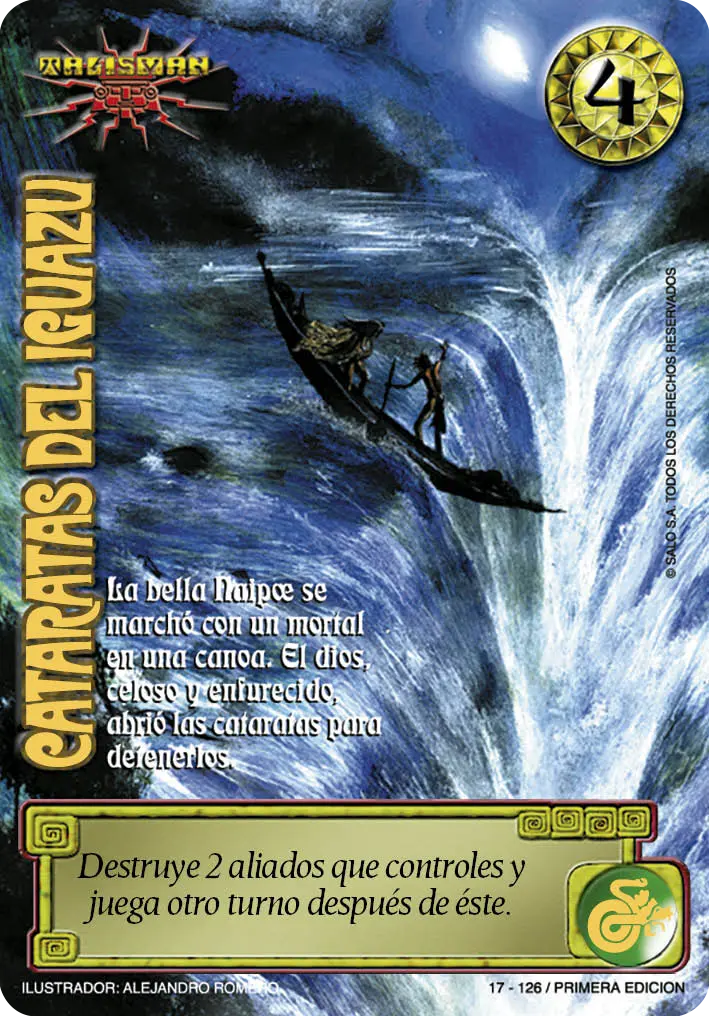 TALISMAN
4
CATARATAS DEL IGUAZU
La bella Naipœ se
marchó con un mortal
en una canoa. El dios,
celoso y enfurecido,
abrió las cataratas para
detenerlos.
© SALO S.A. TODOS LOS DERECHOS RESERVADOS
Destruye 2 aliados que controles y
juega otro turno después de éste.
ILUSTRADOR: ALEJANDRO ROMERO
17 - 126 / PRIMERA EDICION